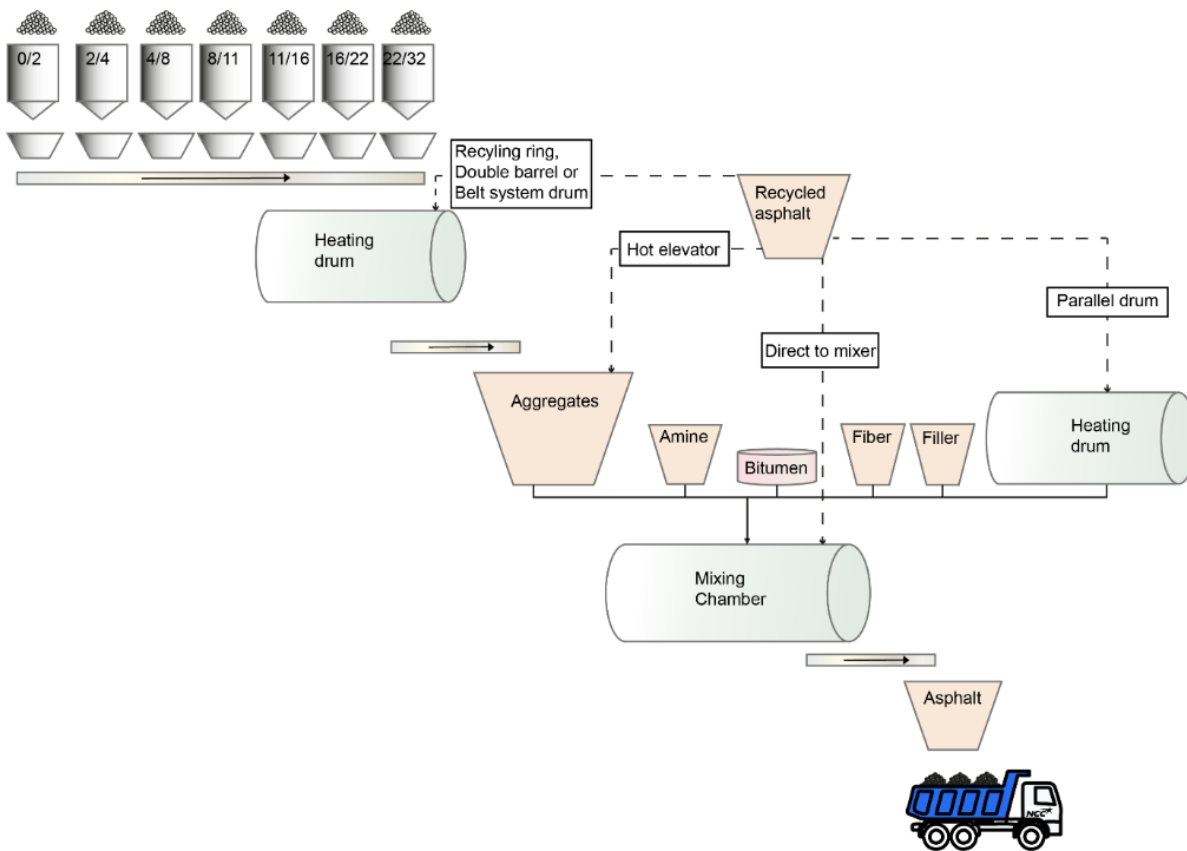 0/2
2/4
4/8
8/11
11/16
16/22
22/32
Recyling ring,
Double barrel or
Belt system drum
Recycled
asphalt
Heating
drum
Hot elevator
Parallel drum
Direct to mixer
Aggregates
Amine
Bitumen
Fiber
Filler
Heating
drum
Mixing
Chamber
Asphalt
NCC